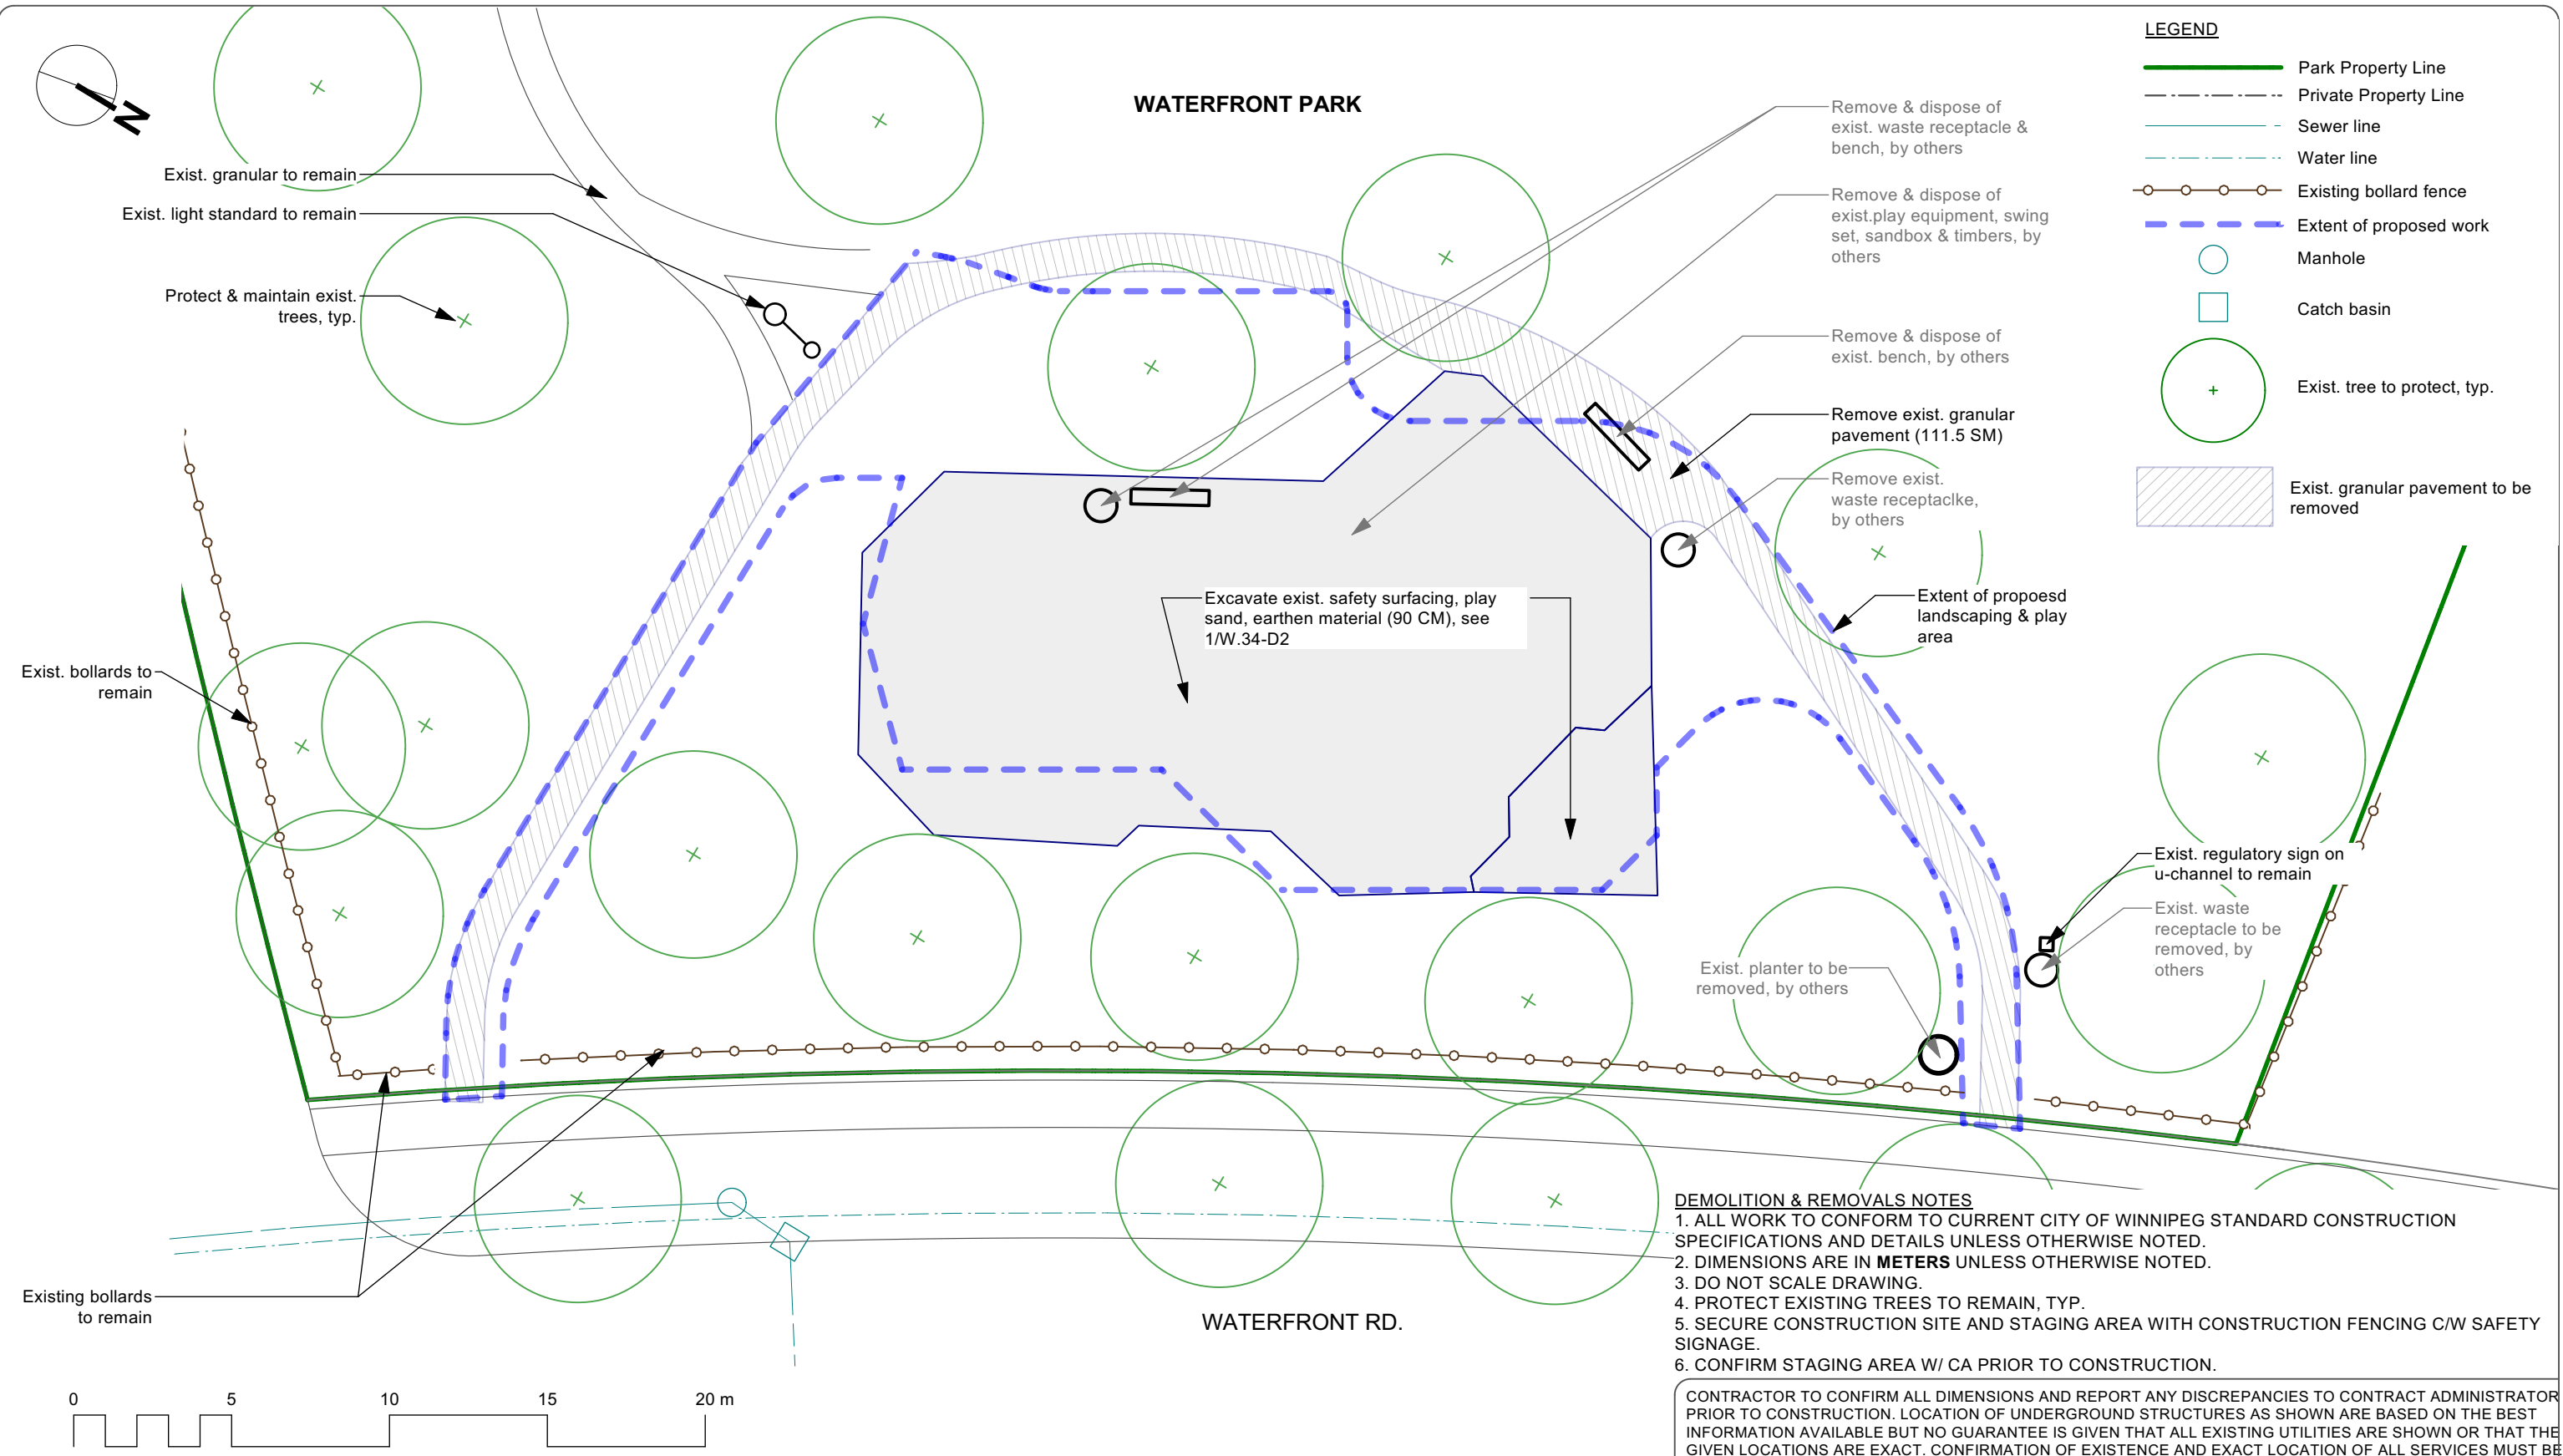 N
WATERFRONT PARK
Exist. granular to remain
Exist. light standard to remain
Protect & maintain exist.
trees, typ.
Exist. bollards to
remain
Existing bollards
to remain
Remove & dispose of
exist. waste receptacle &
bench, by others
Remove & dispose of
exist.play equipment, swing
set, sandbox & timbers, by
others
Remove & dispose of
exist. bench, by others
Remove exist. granular
pavement (111.5 SM)
Remove exist.
waste receptaclke,
by others
Extent of propoesd
landscaping & play
area
Excavate exist. safety surfacing, play
sand, earthen material (90 CM), see
1/W.34-D2
Exist. regulatory sign on
u-channel to remain
Exist. waste
receptacle to be
removed, by
others
Exist. planter to be
removed, by others
WATERFRONT RD.
0 5 10 15 20 m
LEGEND
Park Property Line
Private Property Line
Sewer line
Water line
Existing bollard fence
Extent of proposed work
Manhole
Catch basin
Exist. tree to protect, typ.
Exist. granular pavement to be
removed
DEMOLITION & REMOVALS NOTES
1. ALL WORK TO CONFORM TO CURRENT CITY OF WINNIPEG STANDARD CONSTRUCTION
SPECIFICATIONS AND DETAILS UNLESS OTHERWISE NOTED.
2. DIMENSIONS ARE IN METERS UNLESS OTHERWISE NOTED.
3. DO NOT SCALE DRAWING.
4. PROTECT EXISTING TREES TO REMAIN, TYP.
5. SECURE CONSTRUCTION SITE AND STAGING AREA WITH CONSTRUCTION FENCING C/W SAFETY
SIGNAGE.
6. CONFIRM STAGING AREA W/ CA PRIOR TO CONSTRUCTION.
CONTRACTOR TO CONFIRM ALL DIMENSIONS AND REPORT ANY DISCREPANCIES TO CONTRACT ADMINISTRATOR
PRIOR TO CONSTRUCTION. LOCATION OF UNDERGROUND STRUCTURES AS SHOWN ARE BASED ON THE BEST
INFORMATION AVAILABLE BUT NO GUARANTEE IS GIVEN THAT ALL EXISTING UTILITIES ARE SHOWN OR THAT THE
GIVEN LOCATIONS ARE EXACT. CONFIRMATION OF EXISTENCE AND EXACT LOCATION OF ALL SERVICES MUST BE